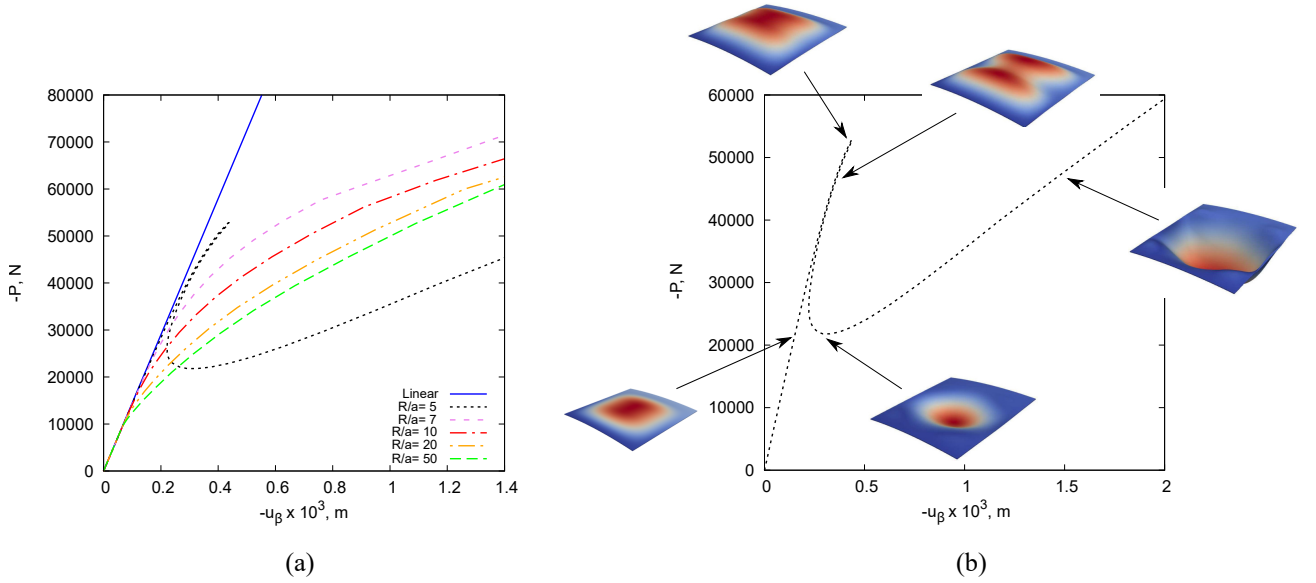 80000
70000
60000
50000
40000
30000
20000
10000
0
-P, N
Linear
R/a= 5
R/a= 7
R/a= 10
R/a= 20
R/a= 50
0 0.2 0.4 0.6 0.8 1 1.2 1.4
-uβ x 10³, m
(a)
60000
50000
40000
30000
20000
10000
0
-P, N
0 0.5 1 1.5 2
-uβ x 10³, m
(b)